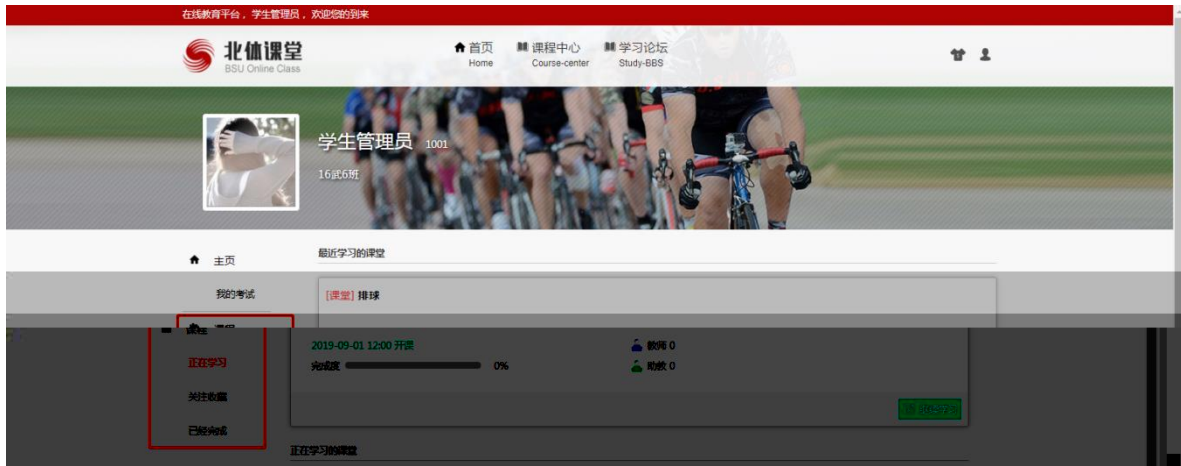 在线教育平台，学生管理员，欢迎您的到来
北体课堂
BSU Online Class
首页
Home
课程中心
Course-center
学习论坛
Study-BBS
学生管理员 1001
16武6班
主页
最近学习的课堂
我的考试
[课堂] 排球
课程
2019-09-01 12:00 开课
教师 0
正在学习
完成度 0%
助教 0
关注收藏
已经完成
正在学习的课堂